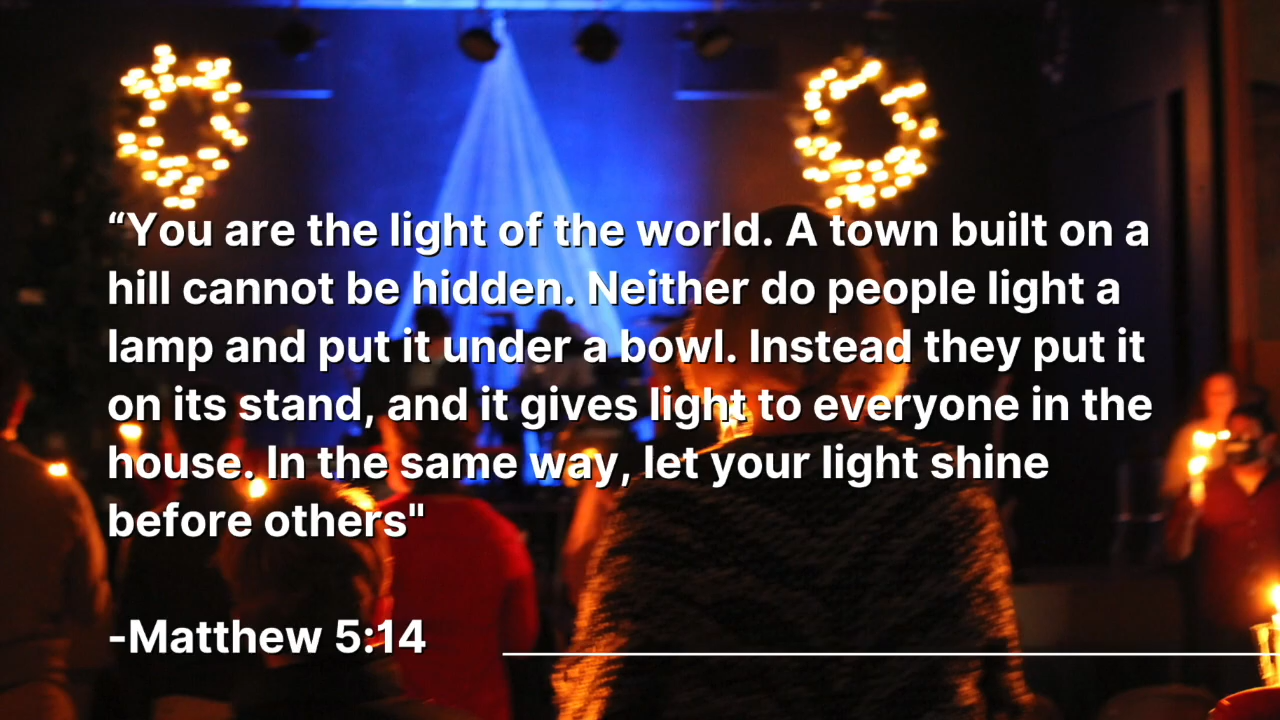 “You are the light of the world. A town built on a
hill cannot be hidden. Neither do people light a
lamp and put it under a bowl. Instead they put it
on its stand, and it gives light to everyone in the
house. In the same way, let your light shine
before others"
-Matthew 5:14